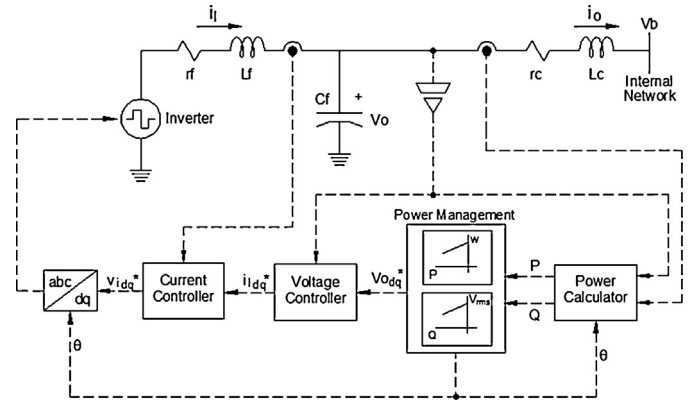 i_l
i_o
Vb
rf
Lf
rc
Lc
Internal
Network
Inverter
Cf
+
Vo
Power Management
w
P
V_rms
Q
abc
dq
v_idq*
Current
Controller
i_ldq*
Voltage
Controller
Vo_dq*
P
Q
Power
Calculator
θ
θ